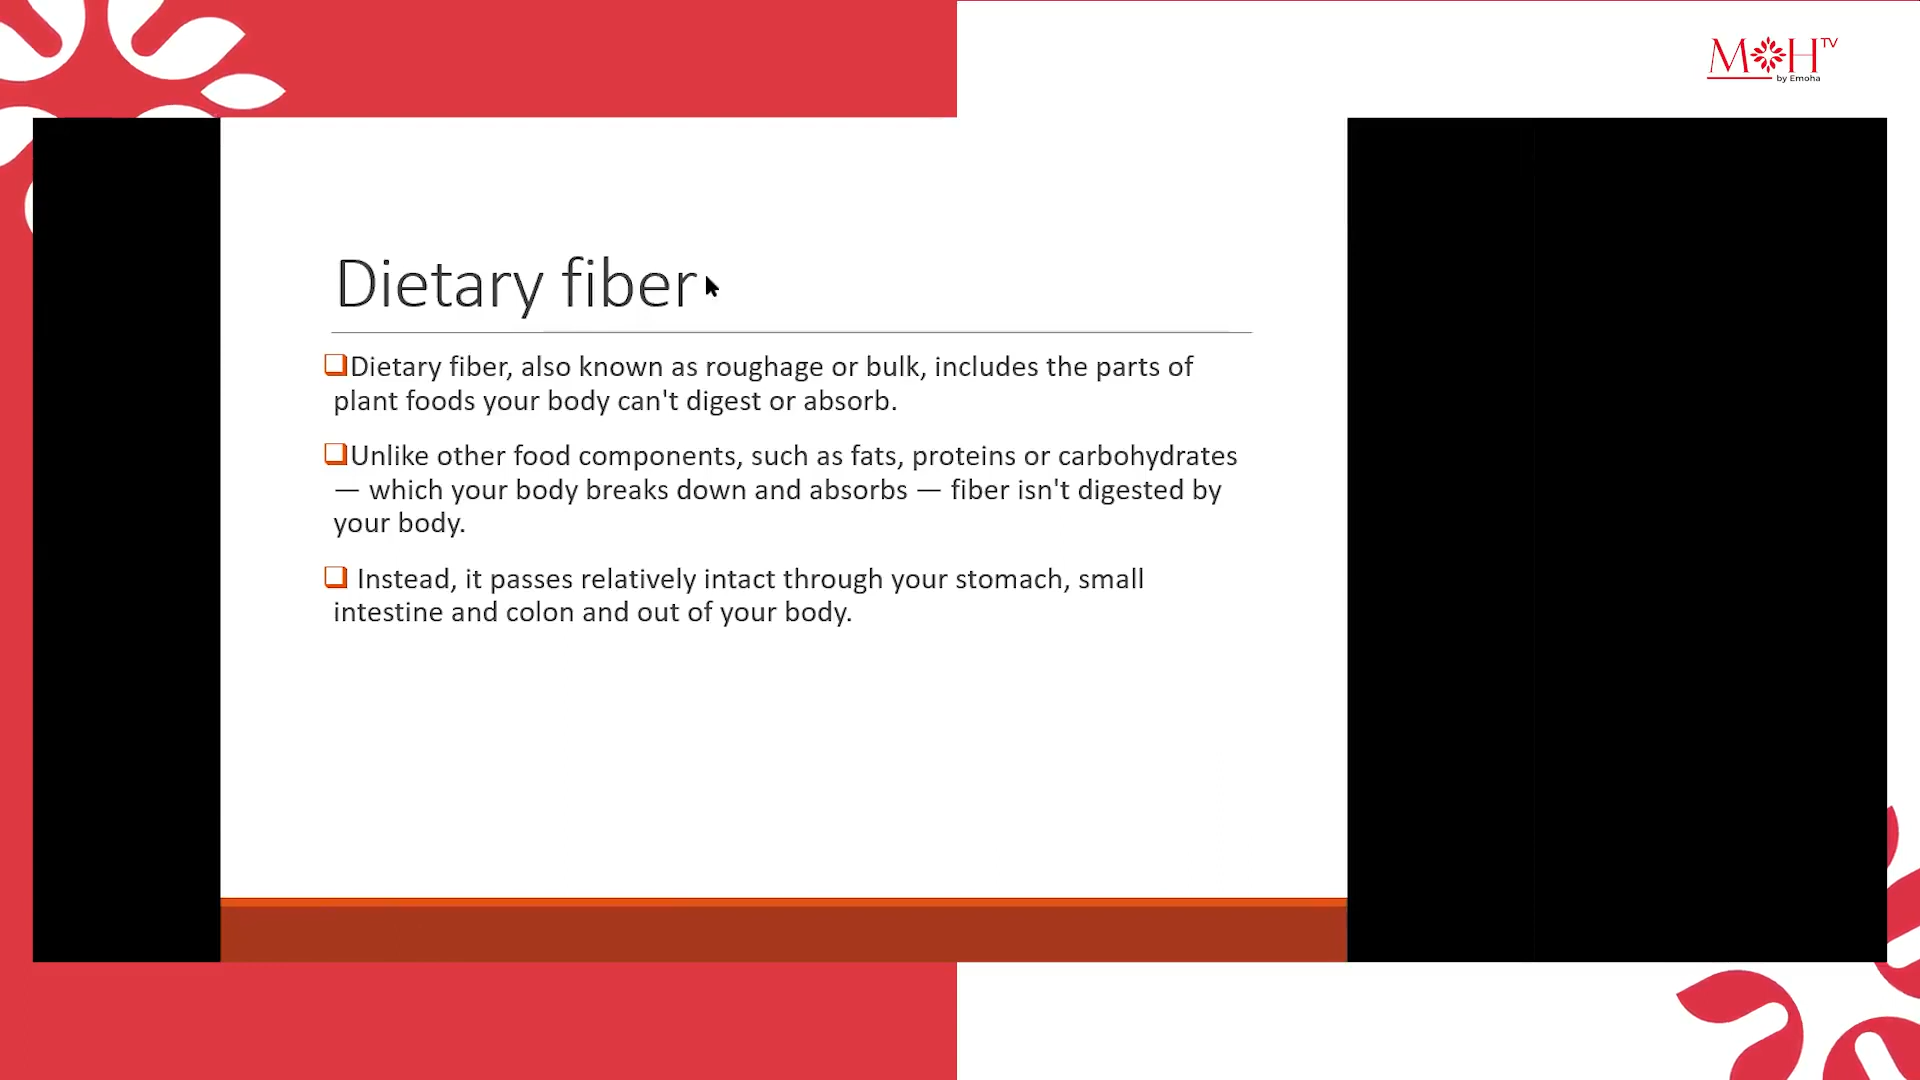 M H TV
by Emoha
Dietary fiber
Dietary fiber, also known as roughage or bulk, includes the parts of
plant foods your body can't digest or absorb.
Unlike other food components, such as fats, proteins or carbohydrates
— which your body breaks down and absorbs — fiber isn't digested by
your body.
Instead, it passes relatively intact through your stomach, small
intestine and colon and out of your body.